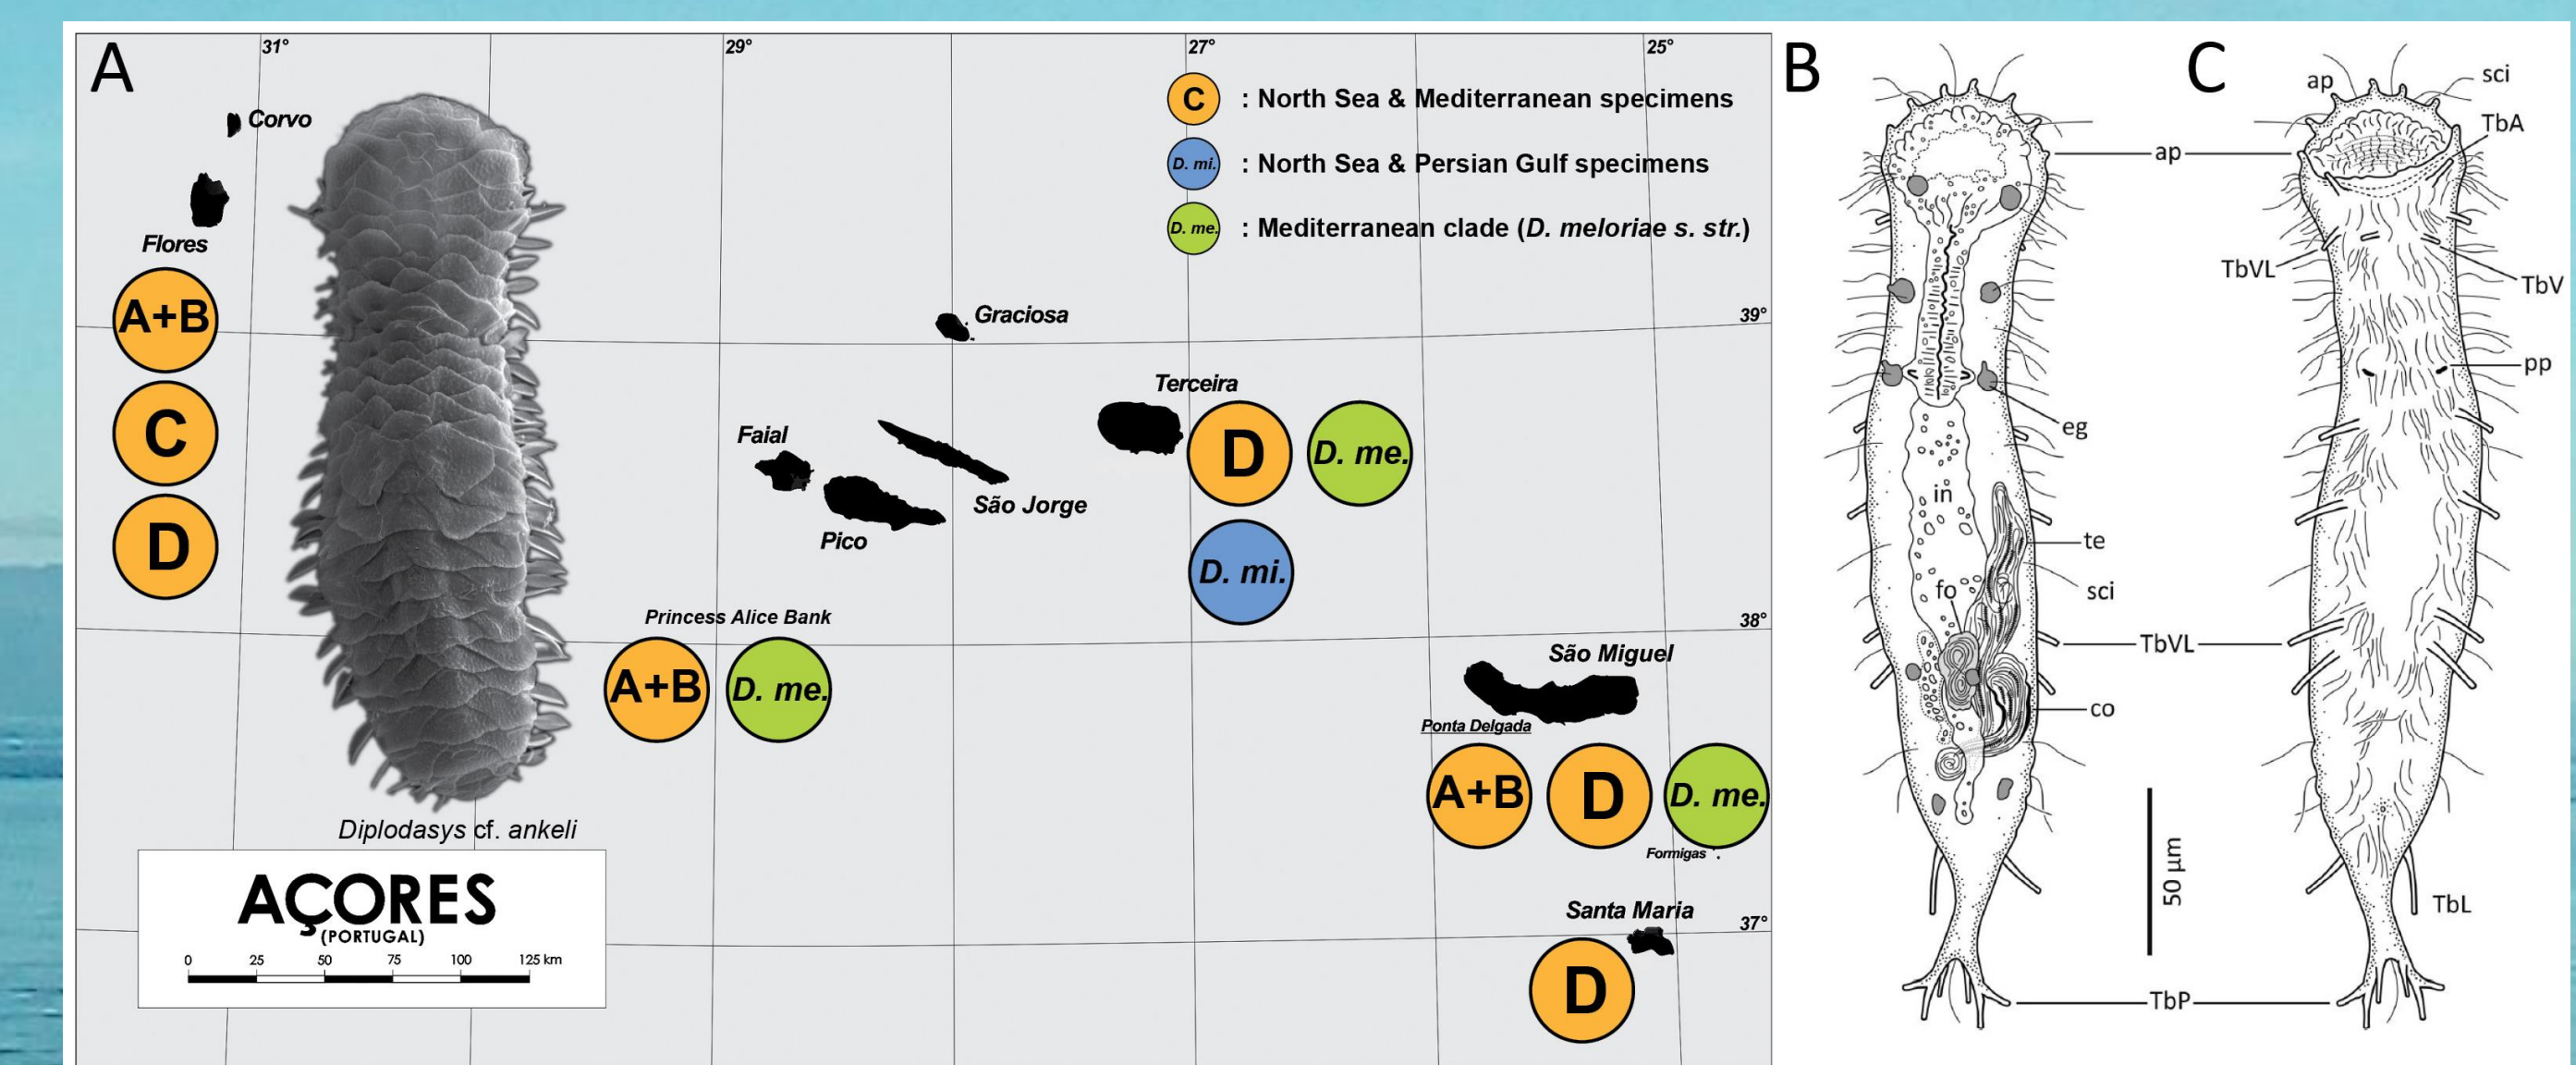 A
31°
29°
27°
25°
C : North Sea & Mediterranean specimens
D. mi. : North Sea & Persian Gulf specimens
D. me. : Mediterranean clade (D. meloriae s. str.)
Corvo
Flores
A+B
C
D
Graciosa
39°
Terceira
D
D. me.
D. mi.
Faial
São Jorge
Pico
Princess Alice Bank
A+B
D. me.
38°
São Miguel
Ponta Delgada
A+B
D
D. me.
Formigas
Santa Maria
37°
D
Diplodasys cf. ankeli
AÇORES
(PORTUGAL)
0 25 50 75 100 125 km
B
C
ap
sci
TbA
ap
TbVL
TbV
pp
eg
in
te
fo
sci
TbVL
co
50 µm
TbL
TbP